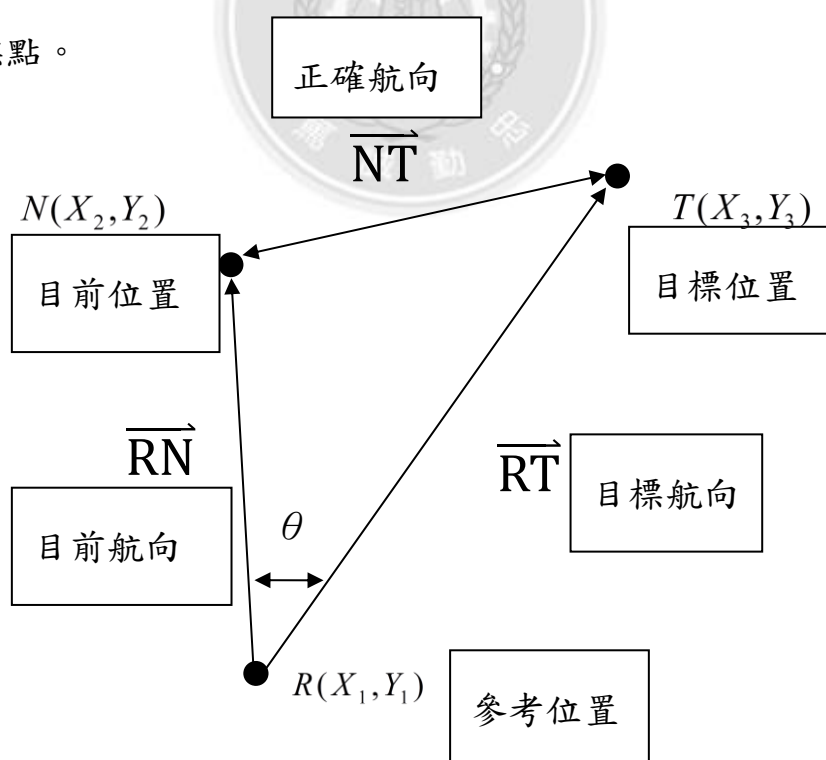 點。
正確航向
NT
N(X₂,Y₂)
T(X₃,Y₃)
目前位置
目標位置
RN
RT
目標航向
目前航向
θ
R(X₁,Y₁)
參考位置